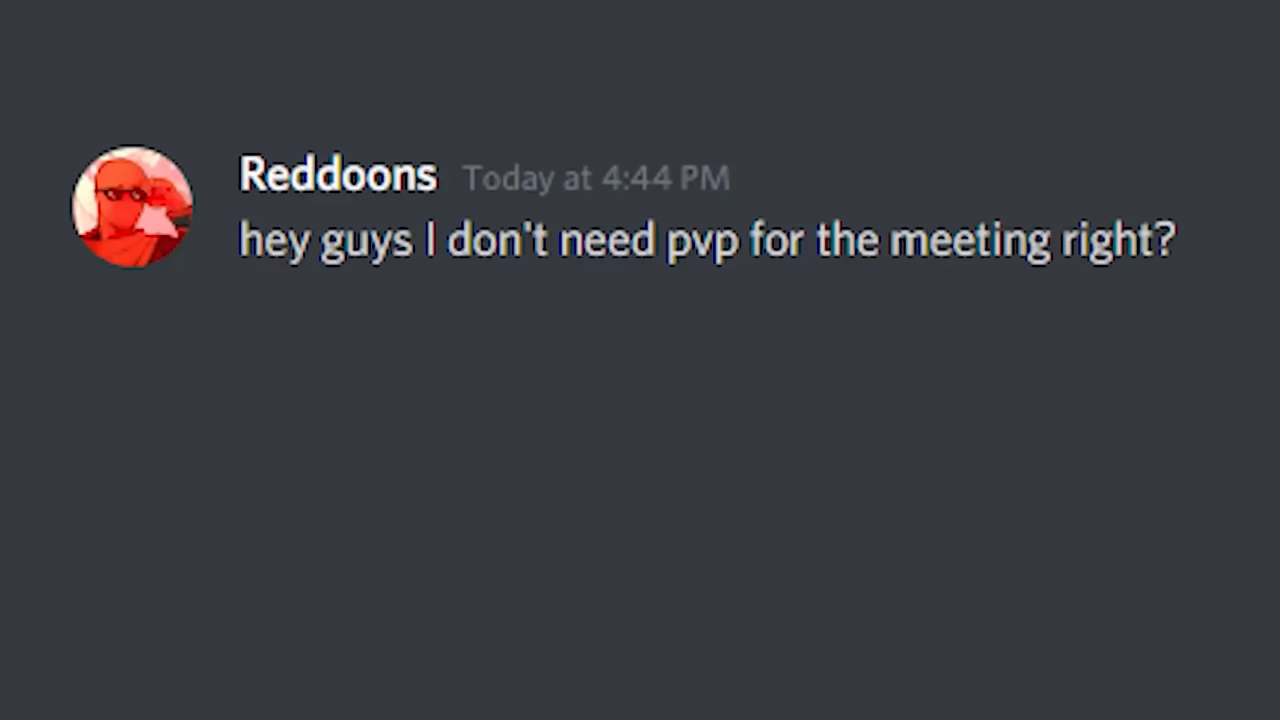 Reddoons Today at 4:44 PM
hey guys I don't need pvp for the meeting right?